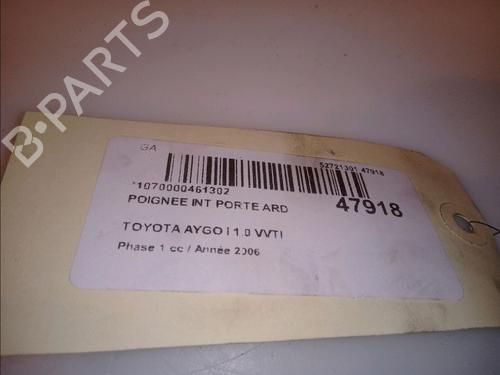 B-PARTS
GA
52721301 47918
*1070000461302
POIGNEE INT PORTE ARD
47918
TOYOTA AYGO I 1.0 VVTI
Phase 1 cc / Année 2006